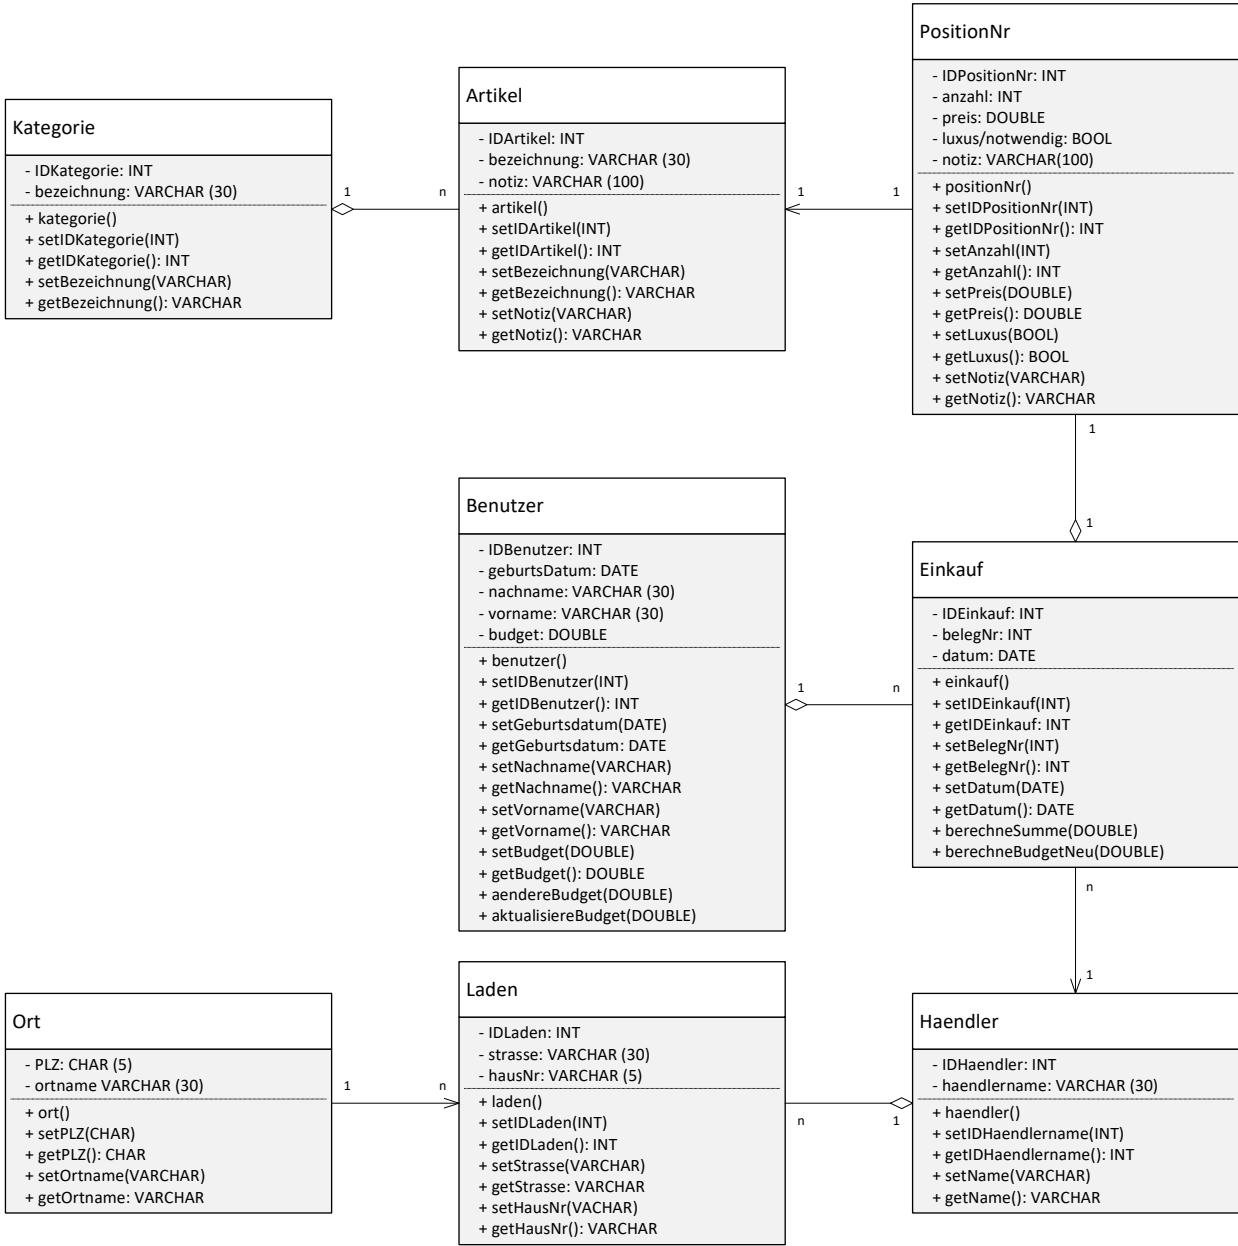 Kategorie
- IDKategorie: INT
- bezeichnung: VARCHAR (30)
+ kategorie()
+ setIDKategorie(INT)
+ getIDKategorie(): INT
+ setBezeichnung(VARCHAR)
+ getBezeichnung(): VARCHAR
1
n
Artikel
- IDArtikel: INT
- bezeichnung: VARCHAR (30)
- notiz: VARCHAR (100)
+ artikel()
+ setIDArtikel(INT)
+ getIDArtikel(): INT
+ setBezeichnung(VARCHAR)
+ getBezeichnung(): VARCHAR
+ setNotiz(VARCHAR)
+ getNotiz(): VARCHAR
1
1
PositionNr
- IDPositionNr: INT
- anzahl: INT
- preis: DOUBLE
- luxus/notwendig: BOOL
- notiz: VARCHAR(100)
+ positionNr()
+ setIDPositionNr(INT)
+ getIDPositionNr(): INT
+ setAnzahl(INT)
+ getAnzahl(): INT
+ setPreis(DOUBLE)
+ getPreis(): DOUBLE
+ setLuxus(BOOL)
+ getLuxus(): BOOL
+ setNotiz(VARCHAR)
+ getNotiz(): VARCHAR
1
1
Benutzer
- IDBenutzer: INT
- geburtsDatum: DATE
- nachname: VARCHAR (30)
- vorname: VARCHAR (30)
- budget: DOUBLE
+ benutzer()
+ setIDBenutzer(INT)
+ getIDBenutzer(): INT
+ setGeburtsdatum(DATE)
+ getGeburtsdatum: DATE
+ setNachname(VARCHAR)
+ getNachname(): VARCHAR
+ setVorname(VARCHAR)
+ getVorname(): VARCHAR
+ setBudget(DOUBLE)
+ getBudget(): DOUBLE
+ aendereBudget(DOUBLE)
+ aktualisiereBudget(DOUBLE)
1
n
Einkauf
- IDEinkauf: INT
- belegNr: INT
- datum: DATE
+ einkauf()
+ setIDEinkauf(INT)
+ getIDEinkauf: INT
+ setBelegNr(INT)
+ getBelegNr(): INT
+ setDatum(DATE)
+ getDatum(): DATE
+ berechneSumme(DOUBLE)
+ berechneBudgetNeu(DOUBLE)
n
1
Ort
- PLZ: CHAR (5)
- ortname VARCHAR (30)
+ ort()
+ setPLZ(CHAR)
+ getPLZ(): CHAR
+ setOrtname(VARCHAR)
+ getOrtname: VARCHAR
1
n
Laden
- IDLaden: INT
- strasse: VARCHAR (30)
- hausNr: VARCHAR (5)
+ laden()
+ setIDLaden(INT)
+ getIDLaden(): INT
+ setStrasse(VARCHAR)
+ getStrasse: VARCHAR
+ setHausNr(VACHAR)
+ getHausNr(): VARCHAR
n
1
Haendler
- IDHaendler: INT
- haendlername: VARCHAR (30)
+ haendler()
+ setIDHaendlername(INT)
+ getIDHaendlername(): INT
+ setName(VARCHAR)
+ getName(): VARCHAR